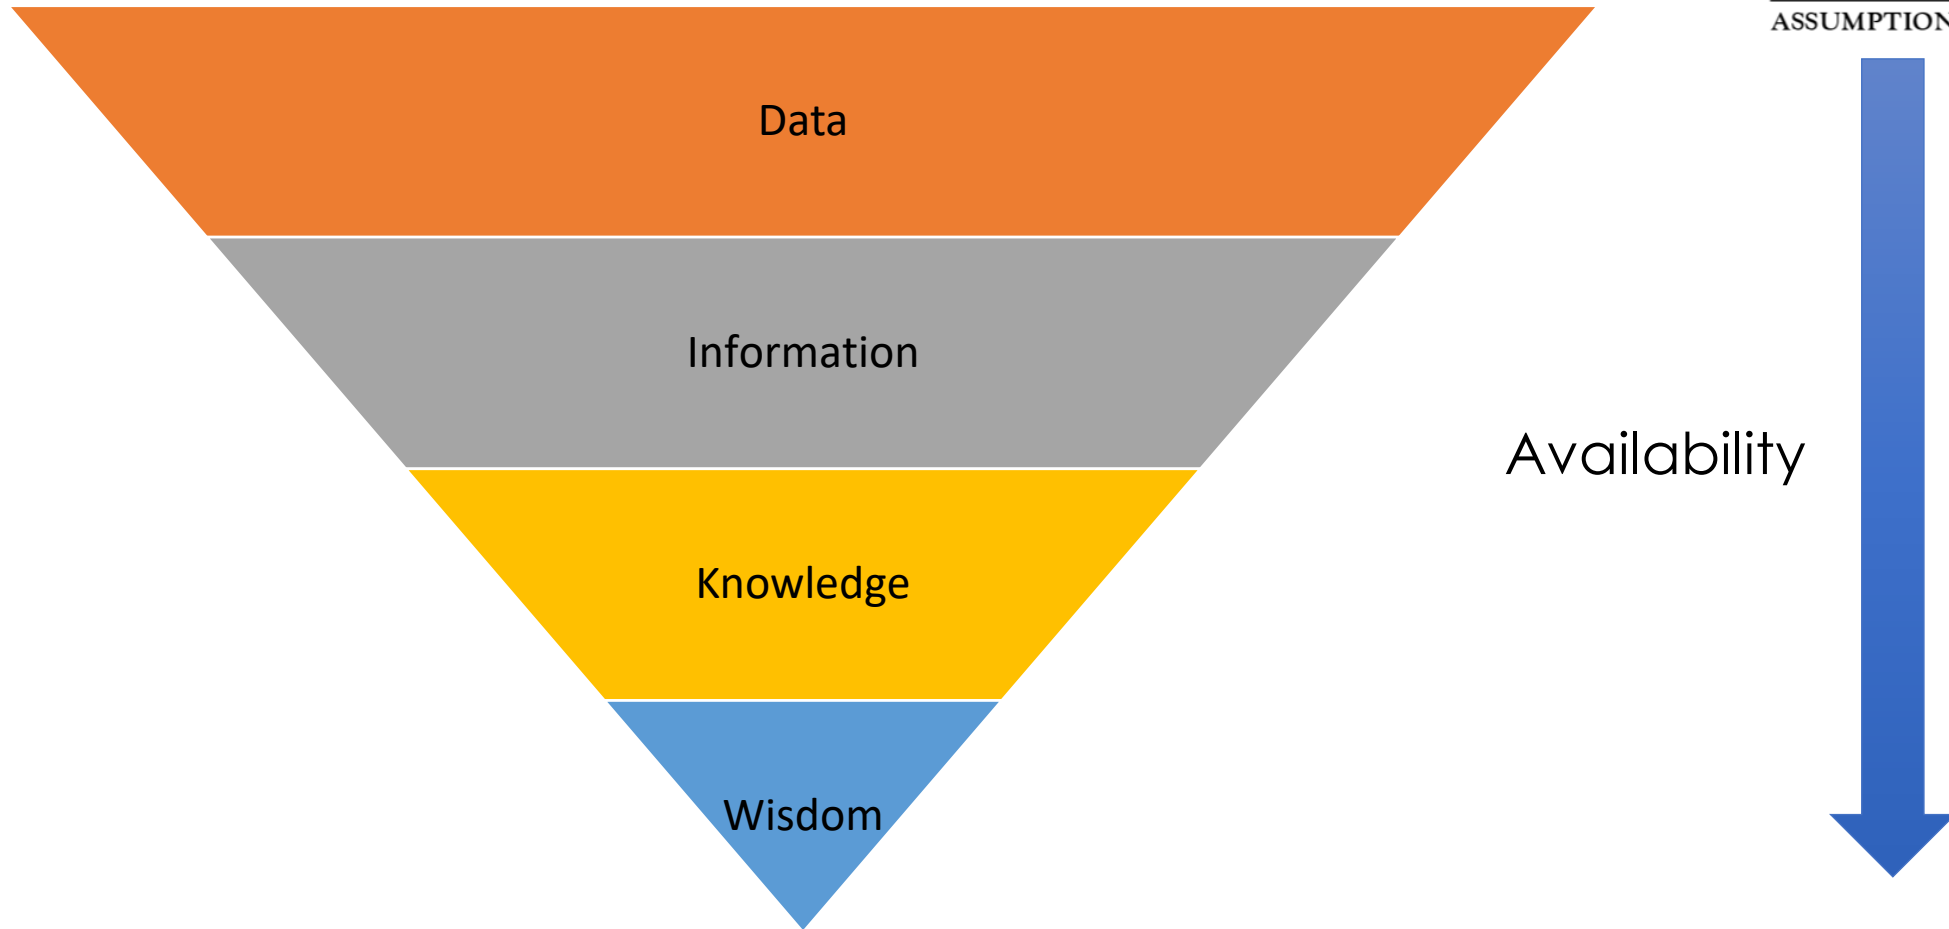 ASSUMPTION
Data
Information
Availability
Knowledge
Wisdom